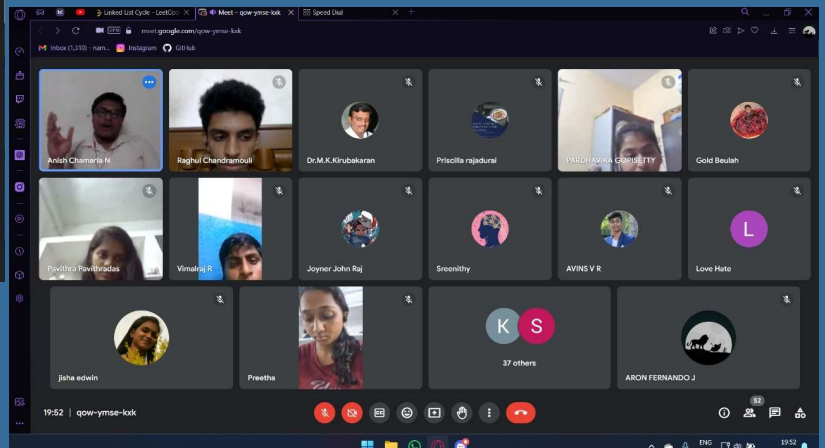 Linked List Cycle - LeetCo
Meet – qow-ymse-kxk
Speed Dial
VPN
meet.google.com/qow-ymse-kxk
Inbox (1,310) - nam...
Instagram
GitHub
Anish Chamaria N
Raghul Chandramouli
Dr.M.K.Kirubakaran
Priscilla rajadurai
PARDHAVIKA GOPISETTY
Gold Beulah
Pavithra Pavithradas
Vimalraj R
Joyner John Raj
Sreenithy
AVINS V R
L
Love Hate
jisha edwin
Preetha
K S
37 others
ARON FERNANDO J
19:52 | qow-ymse-kxk
52
ENG
19:52